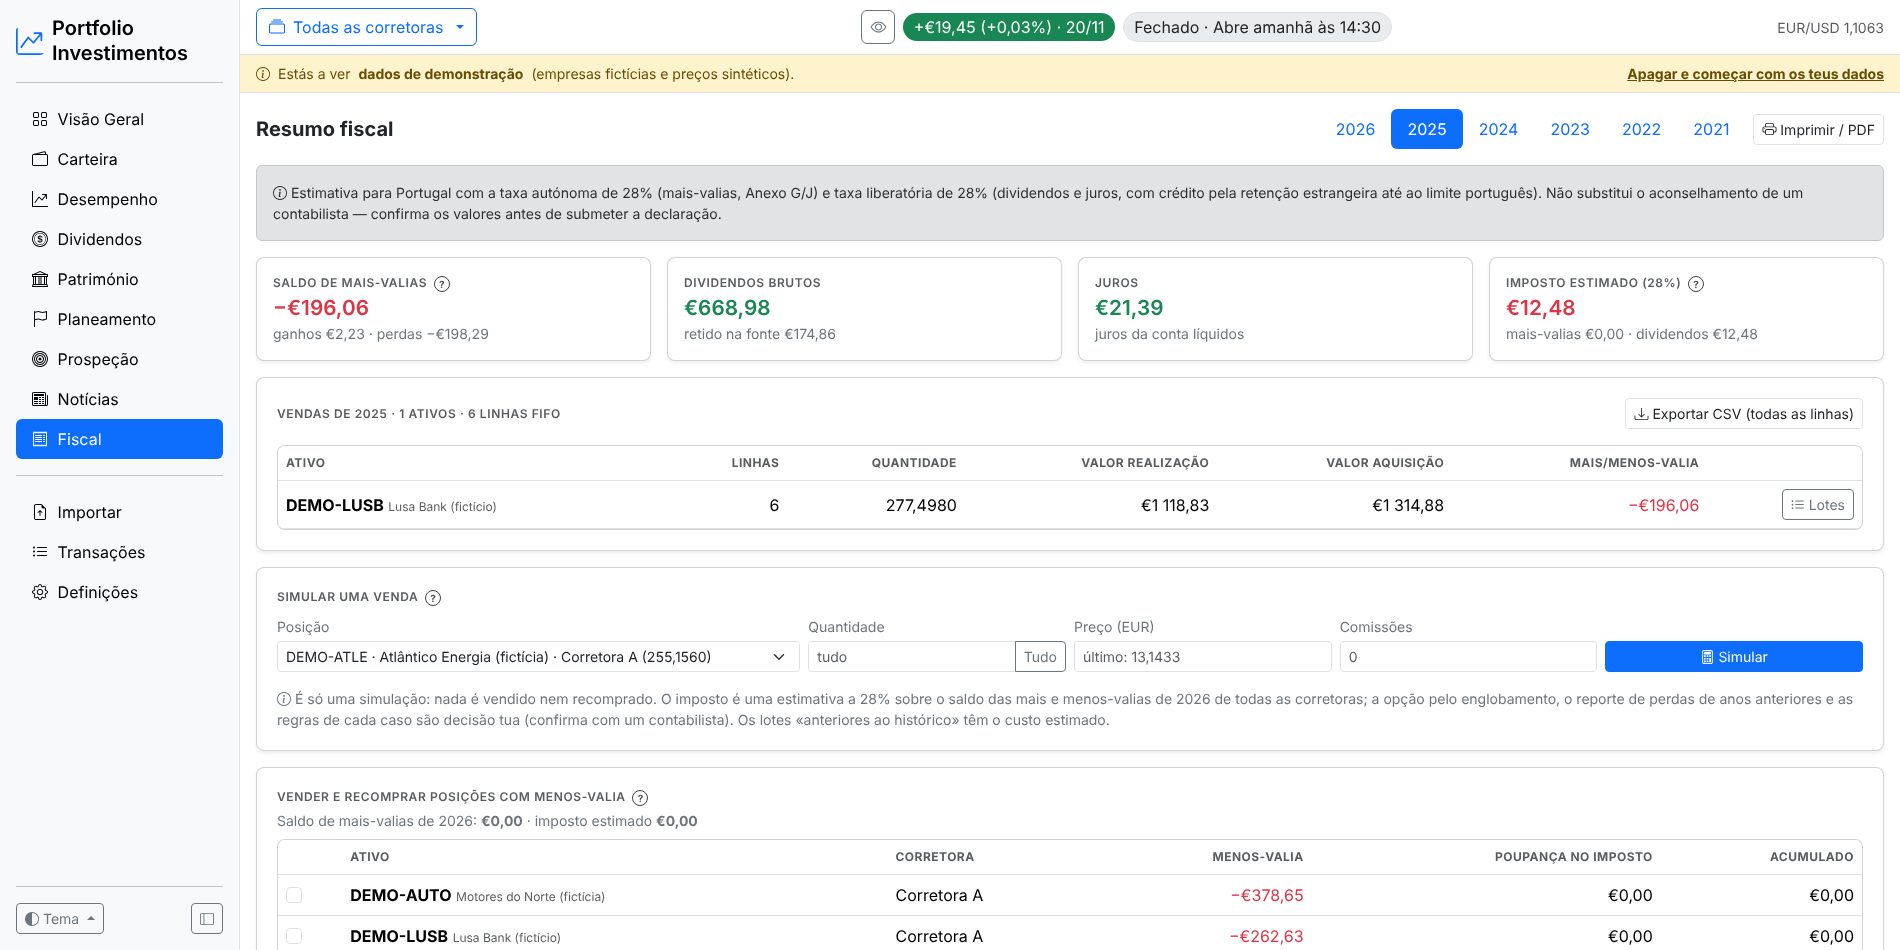 Portfolio
Investimentos
Visão Geral
Carteira
Desempenho
Dividendos
Património
Planeamento
Prospeção
Notícias
Fiscal
Importar
Transações
Definições
Tema
Todas as corretoras
+€19,45 (+0,03%) · 20/11
Fechado · Abre amanhã às 14:30
EUR/USD 1,1063
Estás a ver dados de demonstração (empresas fictícias e preços sintéticos).
Apagar e começar com os teus dados
Resumo fiscal
2026 2025 2024 2023 2022 2021
Imprimir / PDF
Estimativa para Portugal com a taxa autónoma de 28% (mais-valias, Anexo G/J) e taxa liberatória de 28% (dividendos e juros, com crédito pela retenção estrangeira até ao limite português). Não substitui o aconselhamento de um
contabilista — confirma os valores antes de submeter a declaração.
SALDO DE MAIS-VALIAS ?
−€196,06
ganhos €2,23 · perdas −€198,29
DIVIDENDOS BRUTOS
€668,98
retido na fonte €174,86
JUROS
€21,39
juros da conta líquidos
IMPOSTO ESTIMADO (28%) ?
€12,48
mais-valias €0,00 · dividendos €12,48
VENDAS DE 2025 · 1 ATIVOS · 6 LINHAS FIFO
Exportar CSV (todas as linhas)
ATIVO LINHAS QUANTIDADE VALOR REALIZAÇÃO VALOR AQUISIÇÃO MAIS/MENOS-VALIA
DEMO-LUSB Lusa Bank (fictício) 6 277,4980 €1 118,83 €1 314,88 −€196,06 Lotes
SIMULAR UMA VENDA ?
Posição Quantidade Preço (EUR) Comissões
DEMO-ATLE · Atlântico Energia (fictícia) · Corretora A (255,1560) tudo Tudo último: 13,1433 0 Simular
É só uma simulação: nada é vendido nem recomprado. O imposto é uma estimativa a 28% sobre o saldo das mais e menos-valias de 2026 de todas as corretoras; a opção pelo englobamento, o reporte de perdas de anos anteriores e as
regras de cada caso são decisão tua (confirma com um contabilista). Os lotes «anteriores ao histórico» têm o custo estimado.
VENDER E RECOMPRAR POSIÇÕES COM MENOS-VALIA ?
Saldo de mais-valias de 2026: €0,00 · imposto estimado €0,00
ATIVO CORRETORA MENOS-VALIA POUPANÇA NO IMPOSTO ACUMULADO
DEMO-AUTO Motores do Norte (fictícia) Corretora A −€378,65 €0,00 €0,00
DEMO-LUSB Lusa Bank (fictício) Corretora A −€262,63 €0,00 €0,00